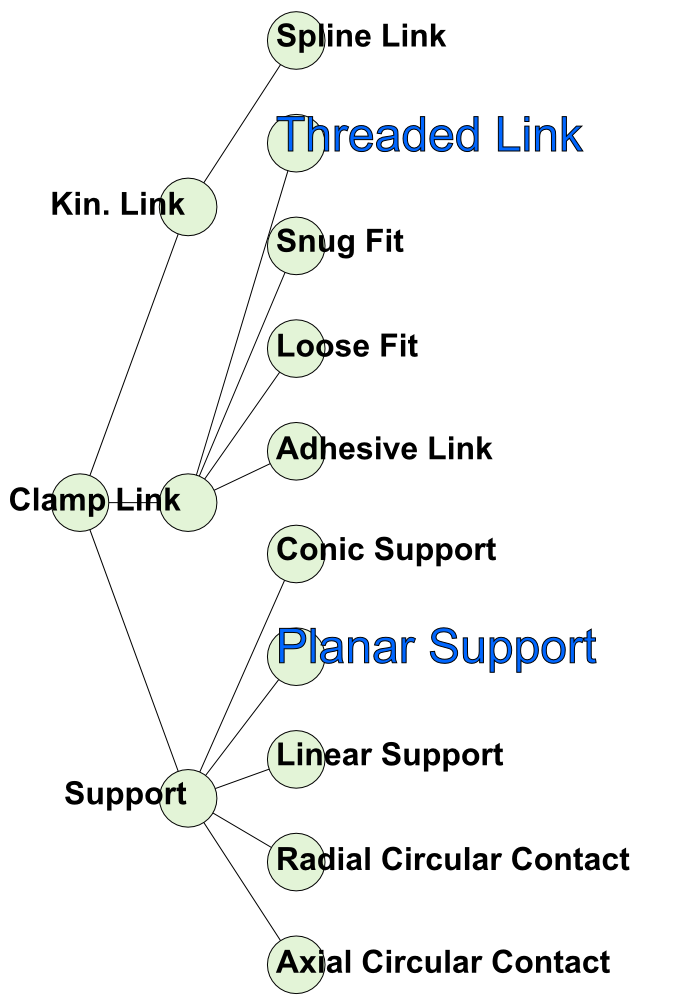 Spline Link
Threaded Link
Kin. Link
Snug Fit
Loose Fit
Adhesive Link
Clamp Link
Conic Support
Planar Support
Linear Support
Support
Radial Circular Contact
Axial Circular Contact